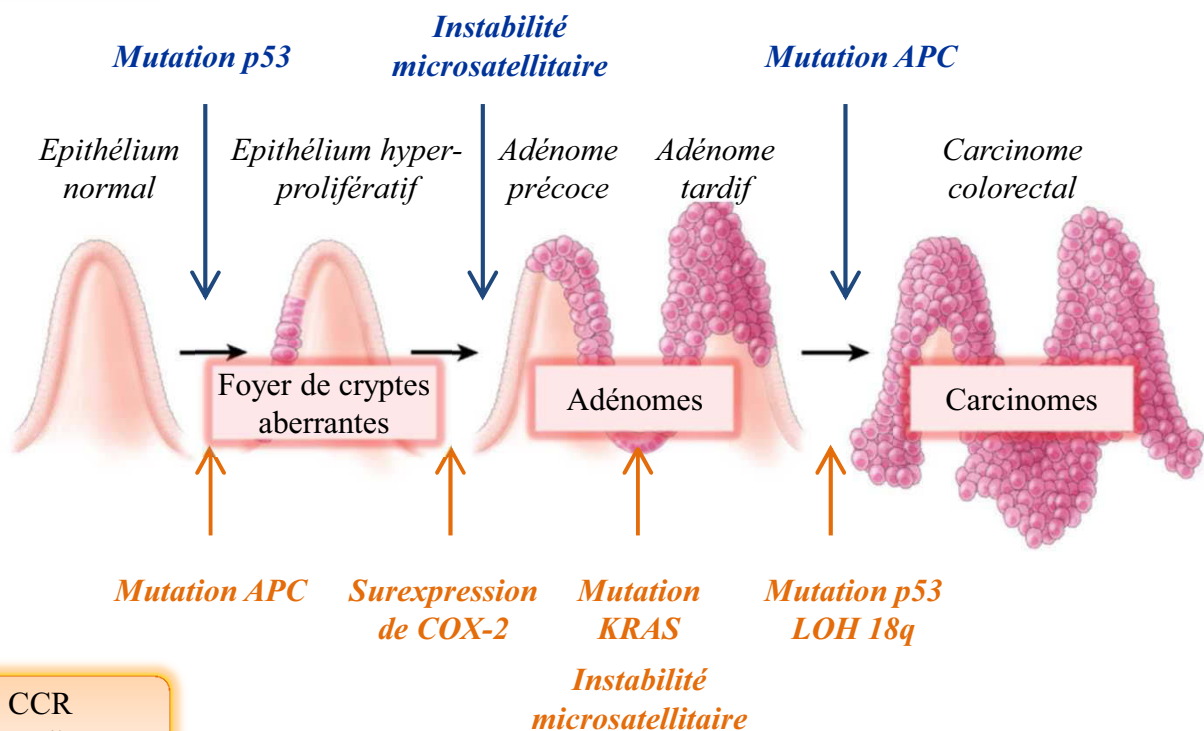 Mutation p53
Instabilité
microsatellitaire
Mutation APC
Epithélium
normal
Epithélium hyper-
prolifératif
Adénome
précoce
Adénome
tardif
Carcinome
colorectal
Foyer de cryptes
aberrantes
Adénomes
Carcinomes
Mutation APC
Surexpression
de COX-2
Mutation
KRAS
Mutation p53
LOH 18q
Instabilité
microsatellitaire
CCR